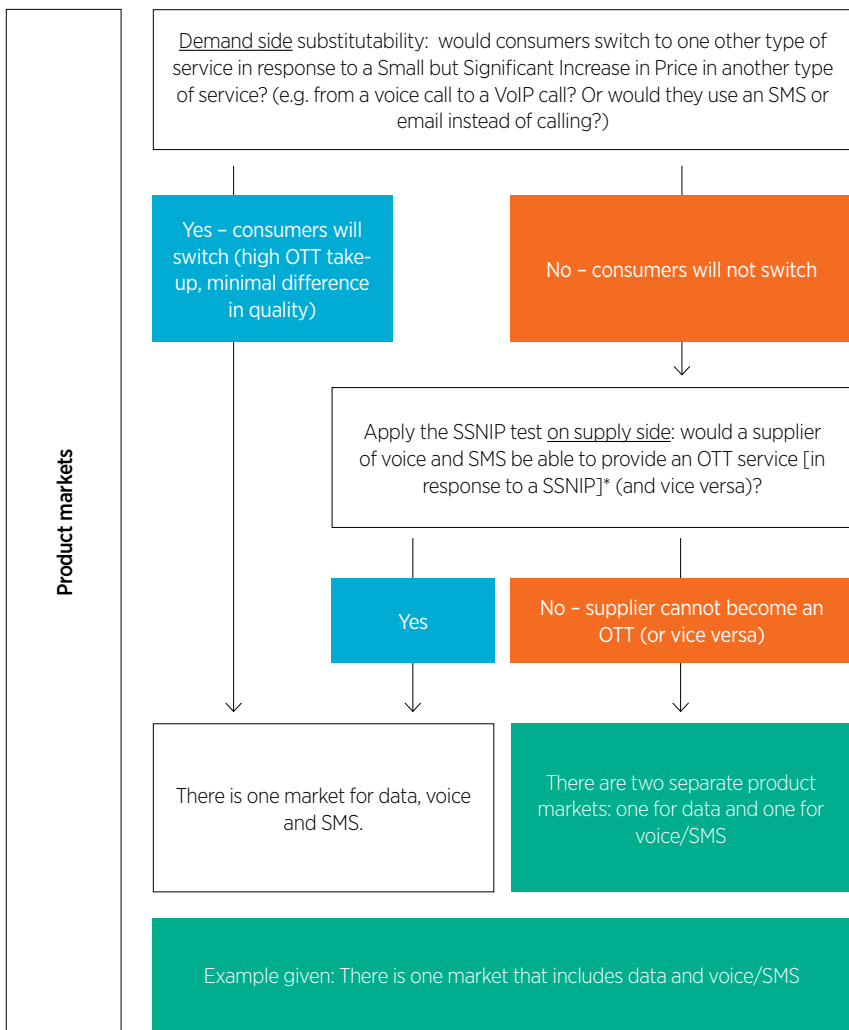 Product markets
Demand side substitutability: would consumers switch to one other type of
service in response to a Small but Significant Increase in Price in another type
of service? (e.g. from a voice call to a VoIP call? Or would they use an SMS or
email instead of calling?)
Yes – consumers will
switch (high OTT take-
up, minimal difference
in quality)
No – consumers will not switch
Apply the SSNIP test on supply side: would a supplier
of voice and SMS be able to provide an OTT service [in
response to a SSNIP]* (and vice versa)?
Yes
No – supplier cannot become an
OTT (or vice versa)
There is one market for data, voice
and SMS.
There are two separate product
markets: one for data and one for
voice/SMS
Example given: There is one market that includes data and voice/SMS